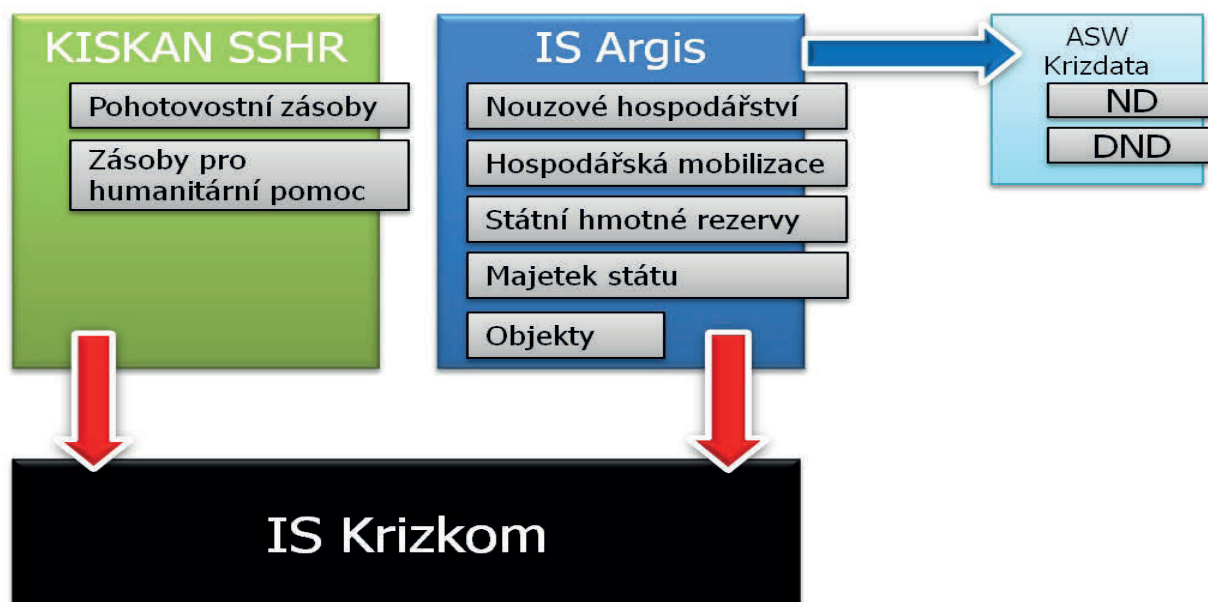 KISKAN SSHR
Pohotovostní zásoby
Zásoby pro
humanitární pomoc
IS Argis
Nouzové hospodářství
Hospodářská mobilizace
Státní hmotné rezervy
Majetek státu
Objekty
ASW
Krizdata
ND
DND
IS Krizkom